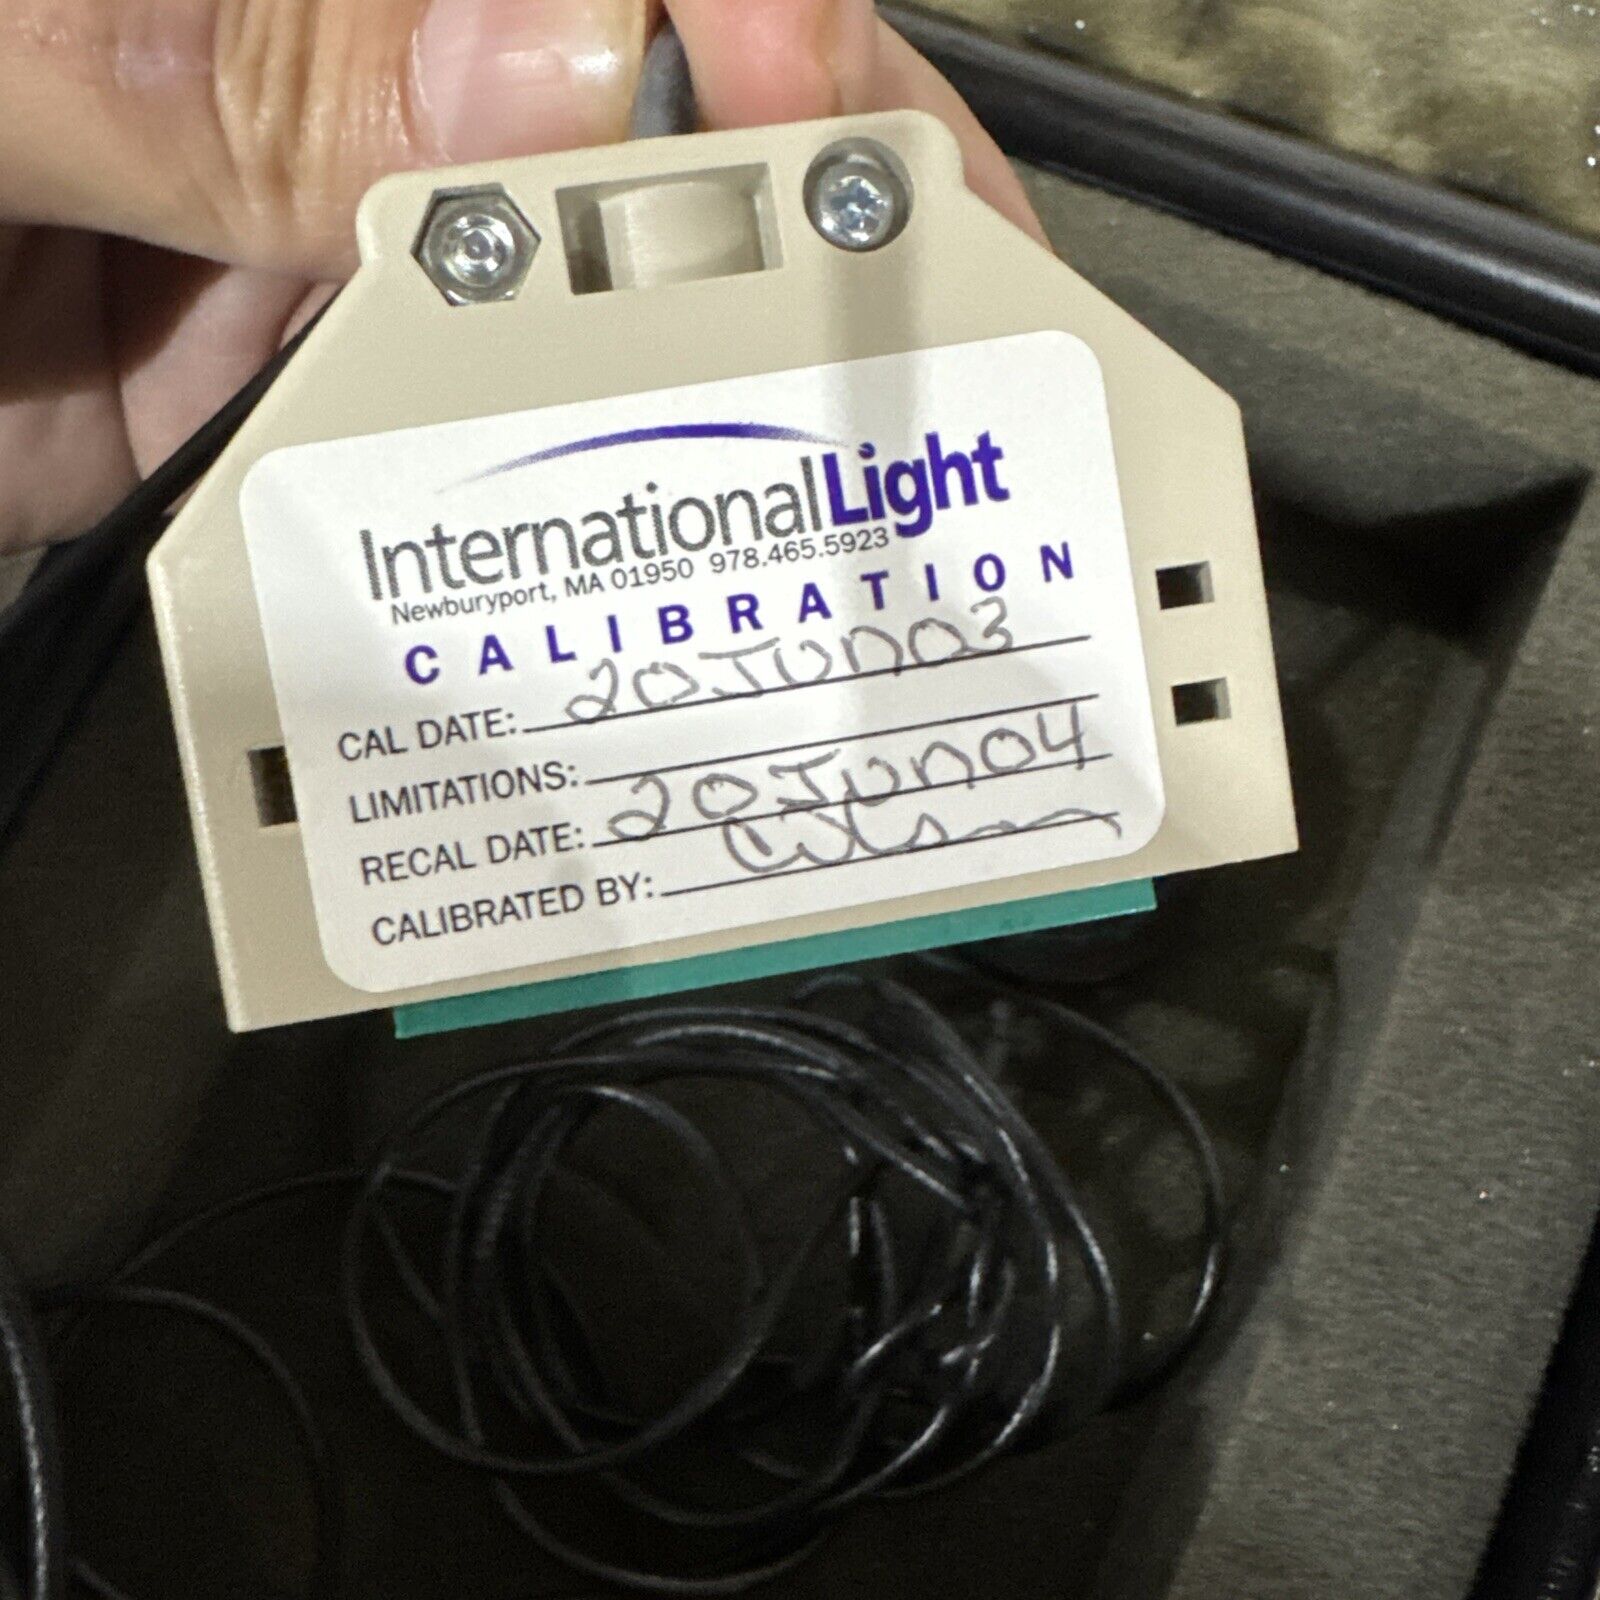 InternationalLight
Newburyport, MA 01950 978.465.5923
CALIBRATION
CAL DATE: 20JUN03
LIMITATIONS:
RECAL DATE: 20JUN04
CALIBRATED BY: